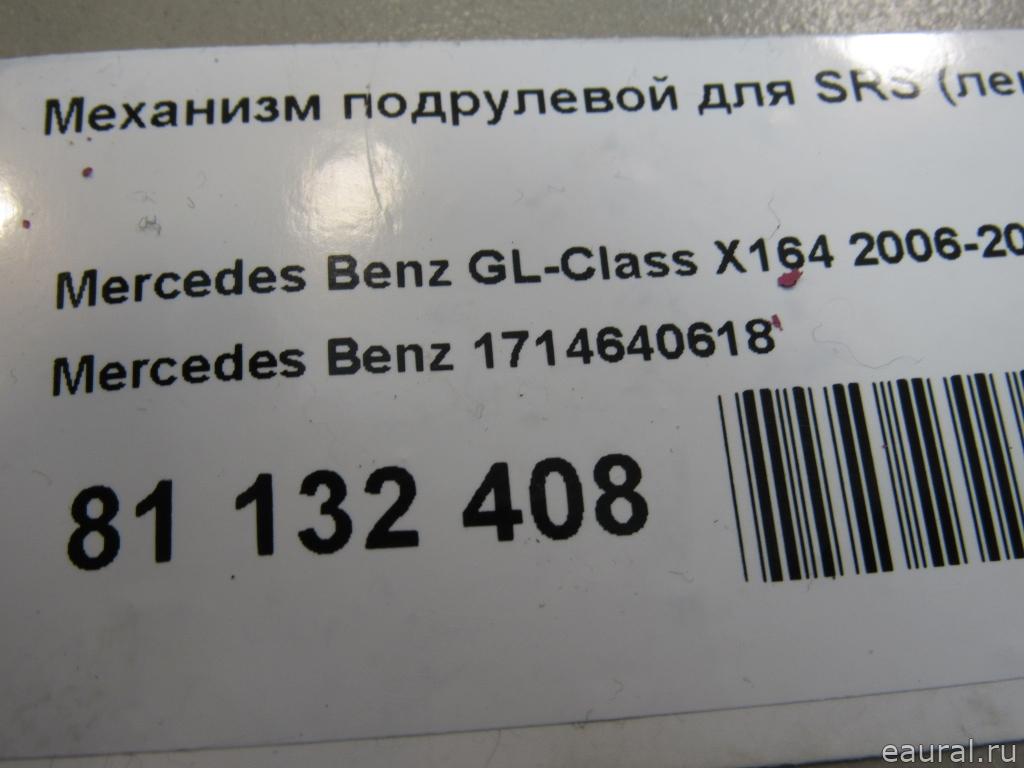 Механизм подрулевой для SRS
Mercedes Benz GL-Class X164 2006-20
Mercedes Benz 1714640618
81 132 408
eaural.ru